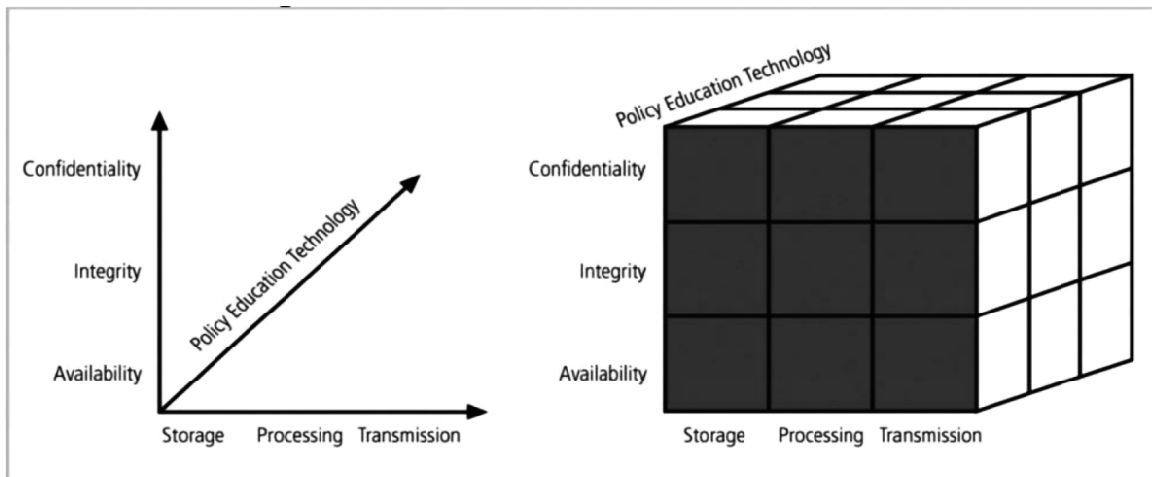 Confidentiality
Integrity
Availability
Policy Education Technology
Storage Processing Transmission
Policy Education Technology
Confidentiality
Integrity
Availability
Storage Processing Transmission